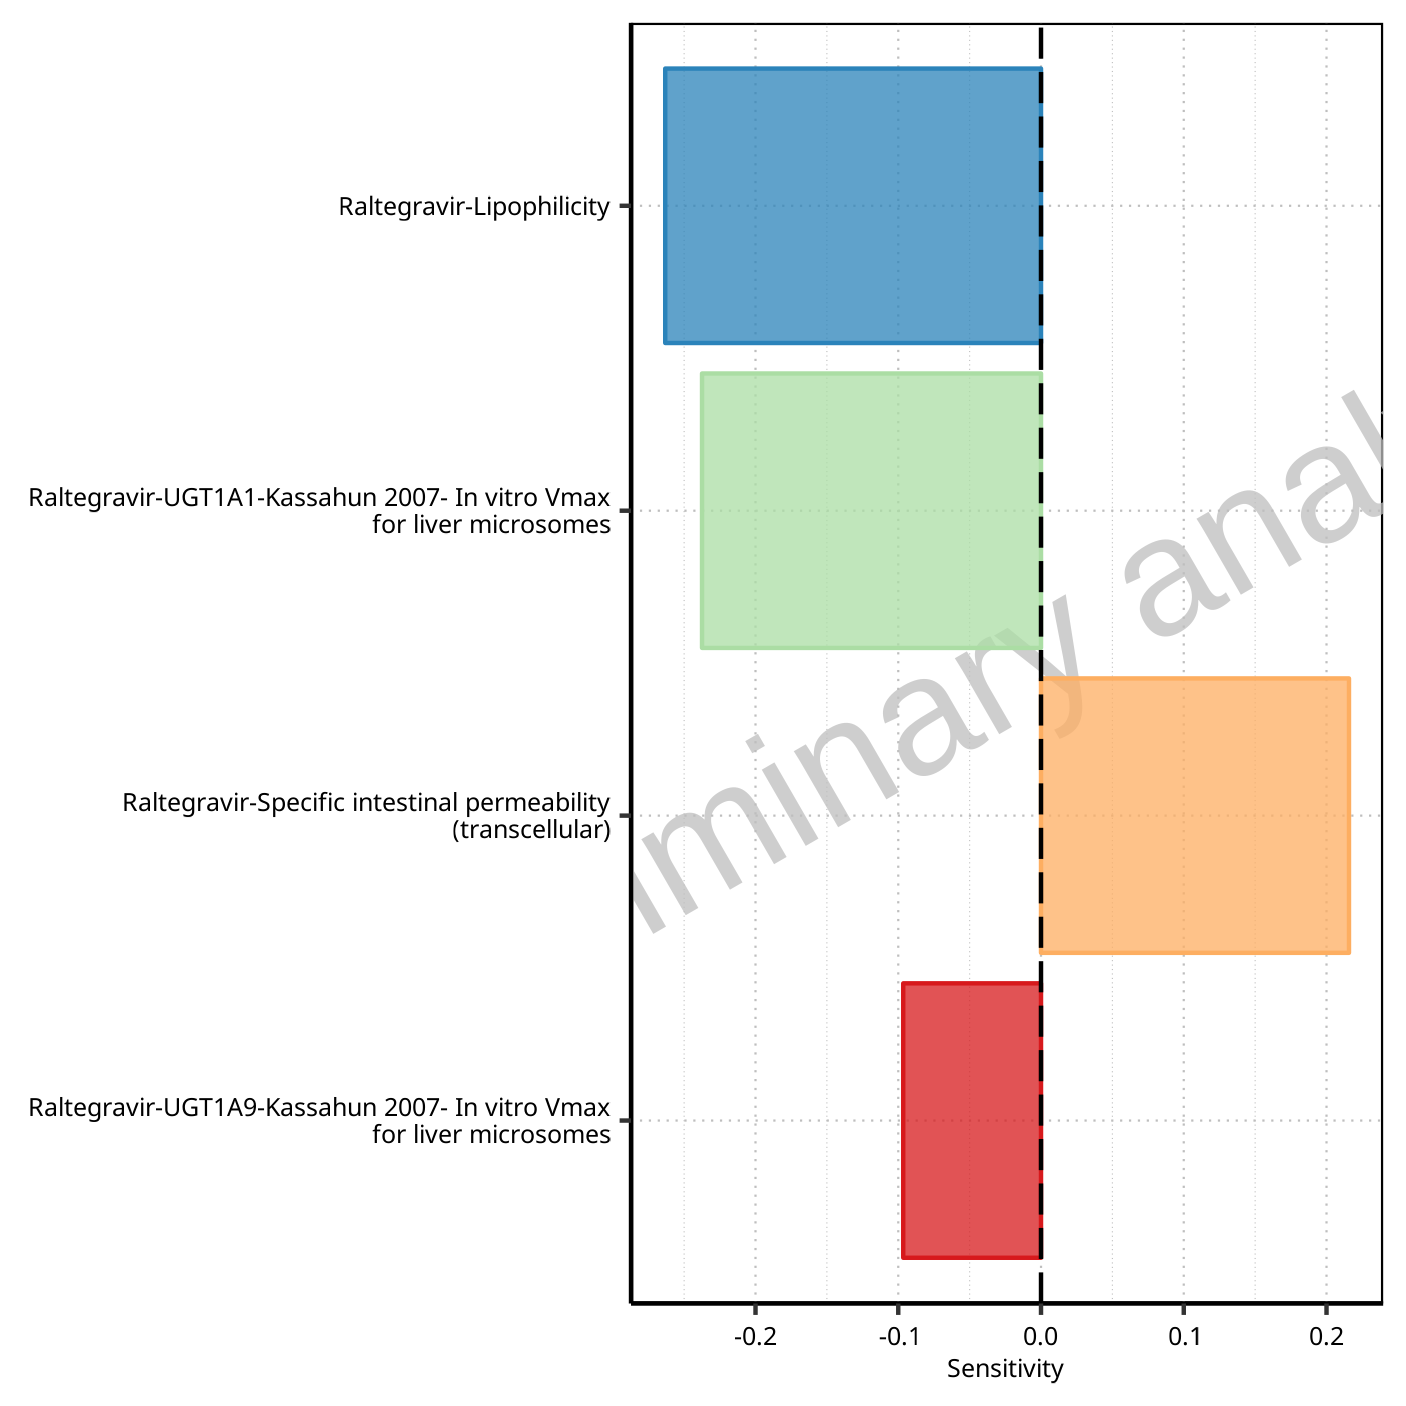 Raltegravir-Lipophilicity
Raltegravir-UGT1A1-Kassahun 2007- In vitro Vmax
for liver microsomes
Raltegravir-Specific intestinal permeability
(transcellular)
Raltegravir-UGT1A9-Kassahun 2007- In vitro Vmax
for liver microsomes
minary anal
-0.2 -0.1 0.0 0.1 0.2
Sensitivity